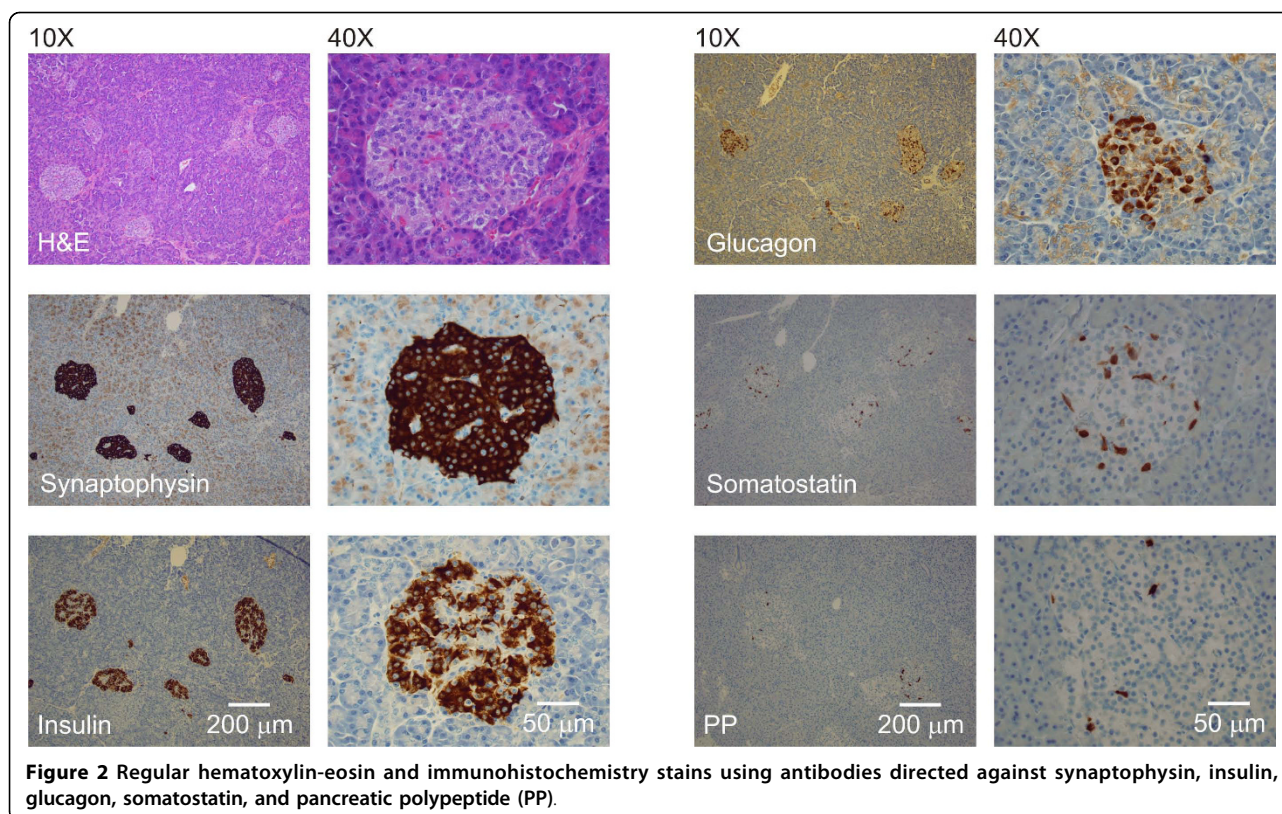 10X 40X 10X 40X
H&E Glucagon
Synaptophysin Somatostatin
Insulin 200 μm 50 μm PP 200 μm 50 μm
Figure 2 Regular hematoxylin-eosin and immunohistochemistry stains using antibodies directed against synaptophysin, insulin,
glucagon, somatostatin, and pancreatic polypeptide (PP).